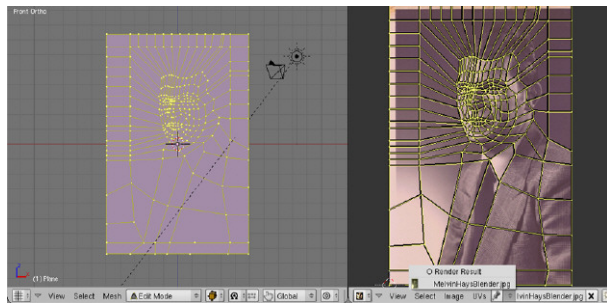 Front Ortho
(1) Plane
Render Result
MelvinHaysBlender.jpg
View Select Mesh Edit Mode Global
View Select Image UVs lvinHaysBlender.jpg